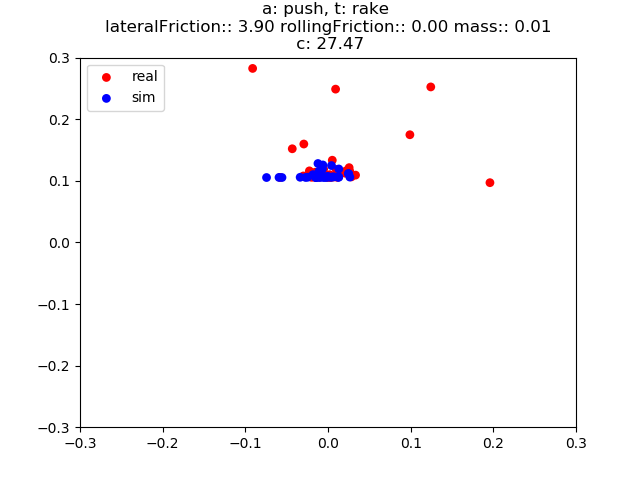 a: push, t: rake
lateralFriction:: 3.90 rollingFriction:: 0.00 mass:: 0.01
c: 27.47
real
sim
0.3
0.2
0.1
0.0
−0.1
−0.2
−0.3
−0.3 −0.2 −0.1 0.0 0.1 0.2 0.3